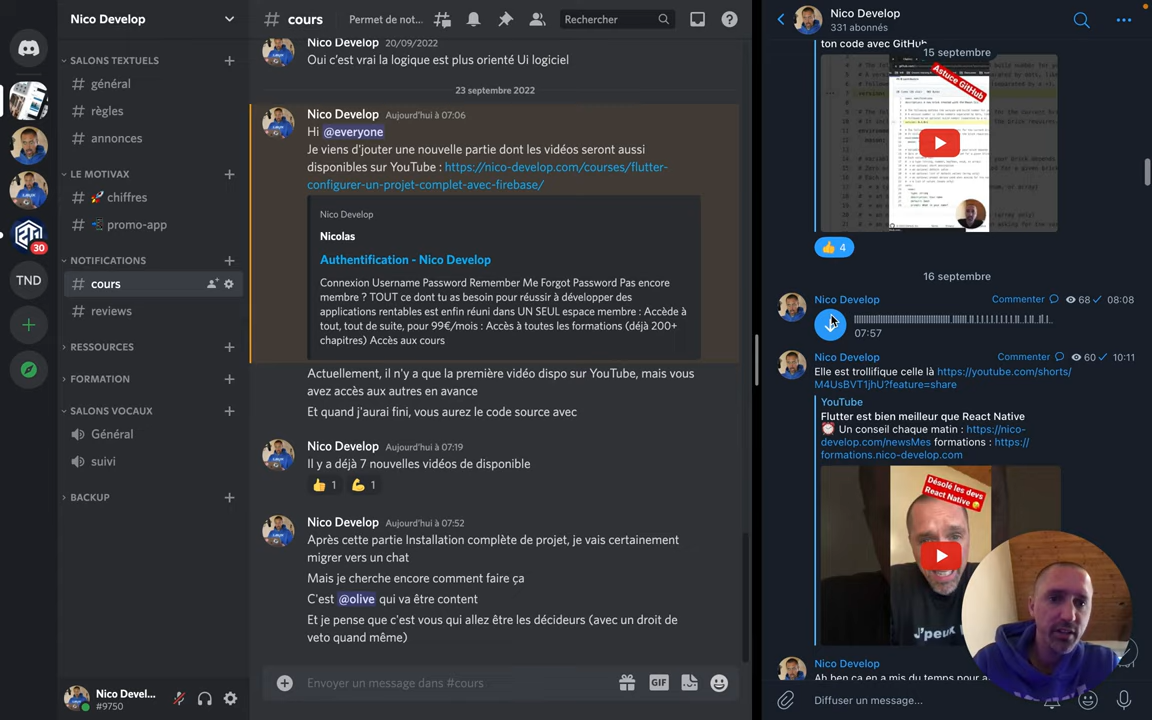 Nico Develop
SALONS TEXTUELS
# général
# règles
# annonces
LE MOTIVAX
# 🚀 chiffres
# 📲 promo-app
NOTIFICATIONS
# cours
# reviews
RESSOURCES
FORMATION
SALONS VOCAUX
Général
suivi
BACKUP
30
TND
Nico Devel...
#9750
# cours
Permet de not...
Rechercher
Nico Develop 20/09/2022
Oui c'est vrai la logique est plus orienté Ui logiciel
23 septembre 2022
Nico Develop Aujourd'hui à 07:06
Hi @everyone
Je viens d'jouter une nouvelle partie dont les vidéos seront aussi
disponibles sur YouTube : https://nico-develop.com/courses/flutter-
configurer-un-projet-complet-avec-firebase/
Nico Develop
Nicolas
Authentification - Nico Develop
Connexion Username Password Remember Me Forgot Password Pas encore
membre ? TOUT ce dont tu as besoin pour réussir à développer des
applications rentables est enfin réuni dans UN SEUL espace membre : Accède à
tout, tout de suite, pour 99€/mois : Accès à toutes les formations (déjà 200+
chapitres) Accès aux cours
Actuellement, il n'y a que la première vidéo dispo sur YouTube, mais vous
avez accès aux autres en avance
Et quand j'aurai fini, vous aurez le code source avec
Nico Develop Aujourd'hui à 07:19
Il y a déjà 7 nouvelles vidéos de disponible
👍 1 💪 1
Nico Develop Aujourd'hui à 07:52
Après cette partie Installation complète de projet, je vais certainement
migrer vers un chat
Mais je cherche encore comment faire ça
C'est @olive qui va être content
Et je pense que c'est vous qui allez être les décideurs (avec un droit de
veto quand même)
Envoyer un message dans #cours
GIF
Nico Develop
331 abonnés
ton code avec GitHub
15 septembre
Astuce GitHub
👍 4
16 septembre
Nico Develop Commenter 68 08:08
07:57
Nico Develop Commenter 60 10:11
Elle est trollifique celle là https://youtube.com/shorts/
M4UsBVT1jhU?feature=share
YouTube
Flutter est bien meilleur que React Native
⏰ Un conseil chaque matin : https://nico-
develop.com/newsMes formations : https://
formations.nico-develop.com
Désolé les devs
React Native
J'peux
Nico Develop
Ah ben ça en a mis du temps pour a
Diffuser un message...